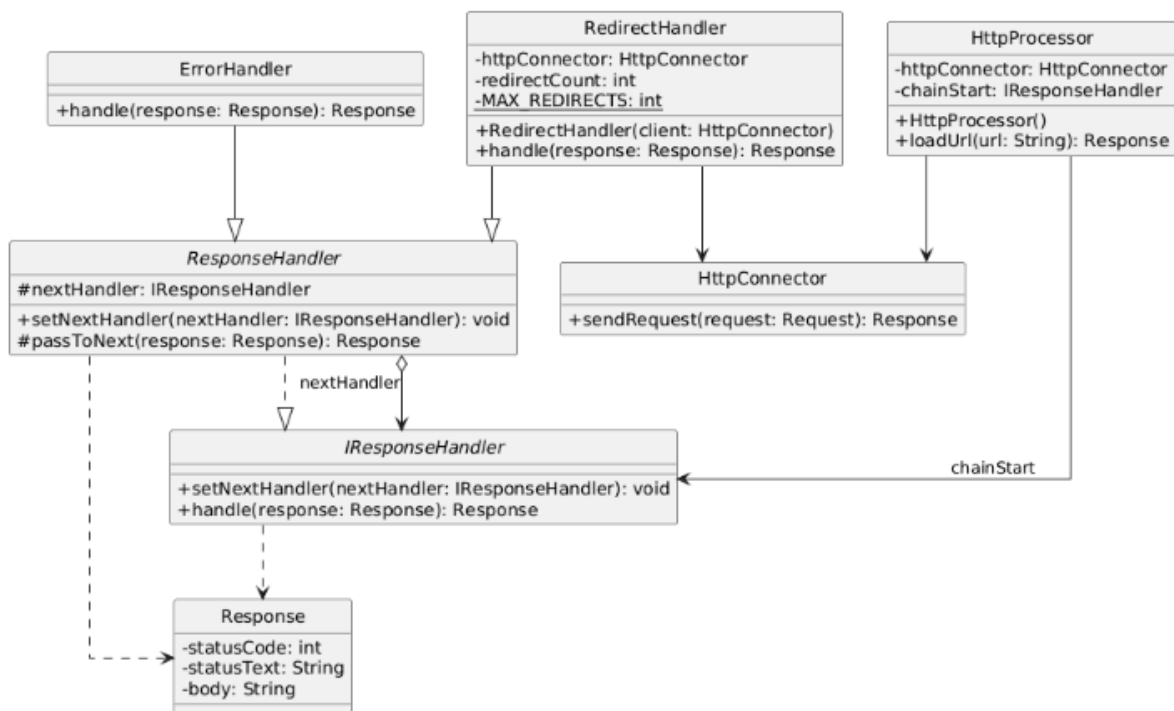 ErrorHandler
+handle(response: Response): Response
RedirectHandler
-httpConnector: HttpConnector
-redirectCount: int
-MAX_REDIRECTS: int
+RedirectHandler(client: HttpConnector)
+handle(response: Response): Response
HttpProcessor
-httpConnector: HttpConnector
-chainStart: IResponseHandler
+HttpProcessor()
+loadUrl(url: String): Response
ResponseHandler
#nextHandler: IResponseHandler
+setNextHandler(nextHandler: IResponseHandler): void
#passToNext(response: Response): Response
HttpConnector
+sendRequest(request: Request): Response
nextHandler
IResponseHandler
+setNextHandler(nextHandler: IResponseHandler): void
+handle(response: Response): Response
chainStart
Response
-statusCode: int
-statusText: String
-body: String